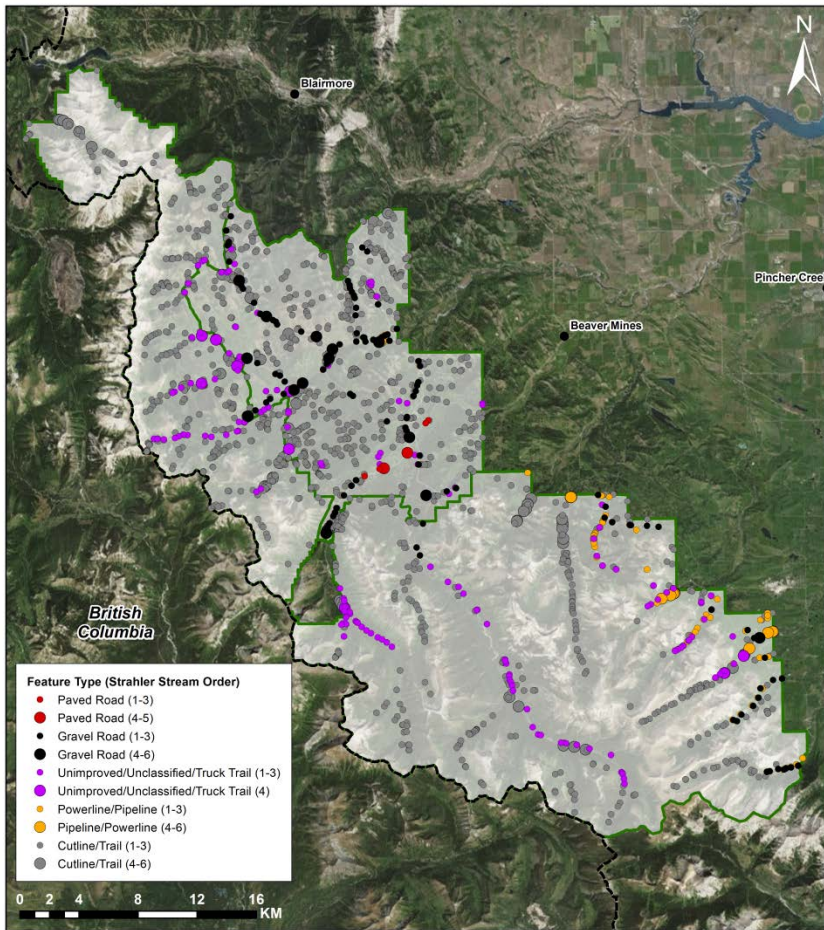 N
Blairmore
Pincher Cree
Beaver Mines
British
Columbia
Feature Type (Strahler Stream Order)
Paved Road (1-3)
Paved Road (4-5)
Gravel Road (1-3)
Gravel Road (4-6)
Unimproved/Unclassified/Truck Trail (1-3)
Unimproved/Unclassified/Truck Trail (4)
Powerline/Pipeline (1-3)
Pipeline/Powerline (4-6)
Cutline/Trail (1-3)
Cutline/Trail (4-6)
0 2 4 8 12 16
KM